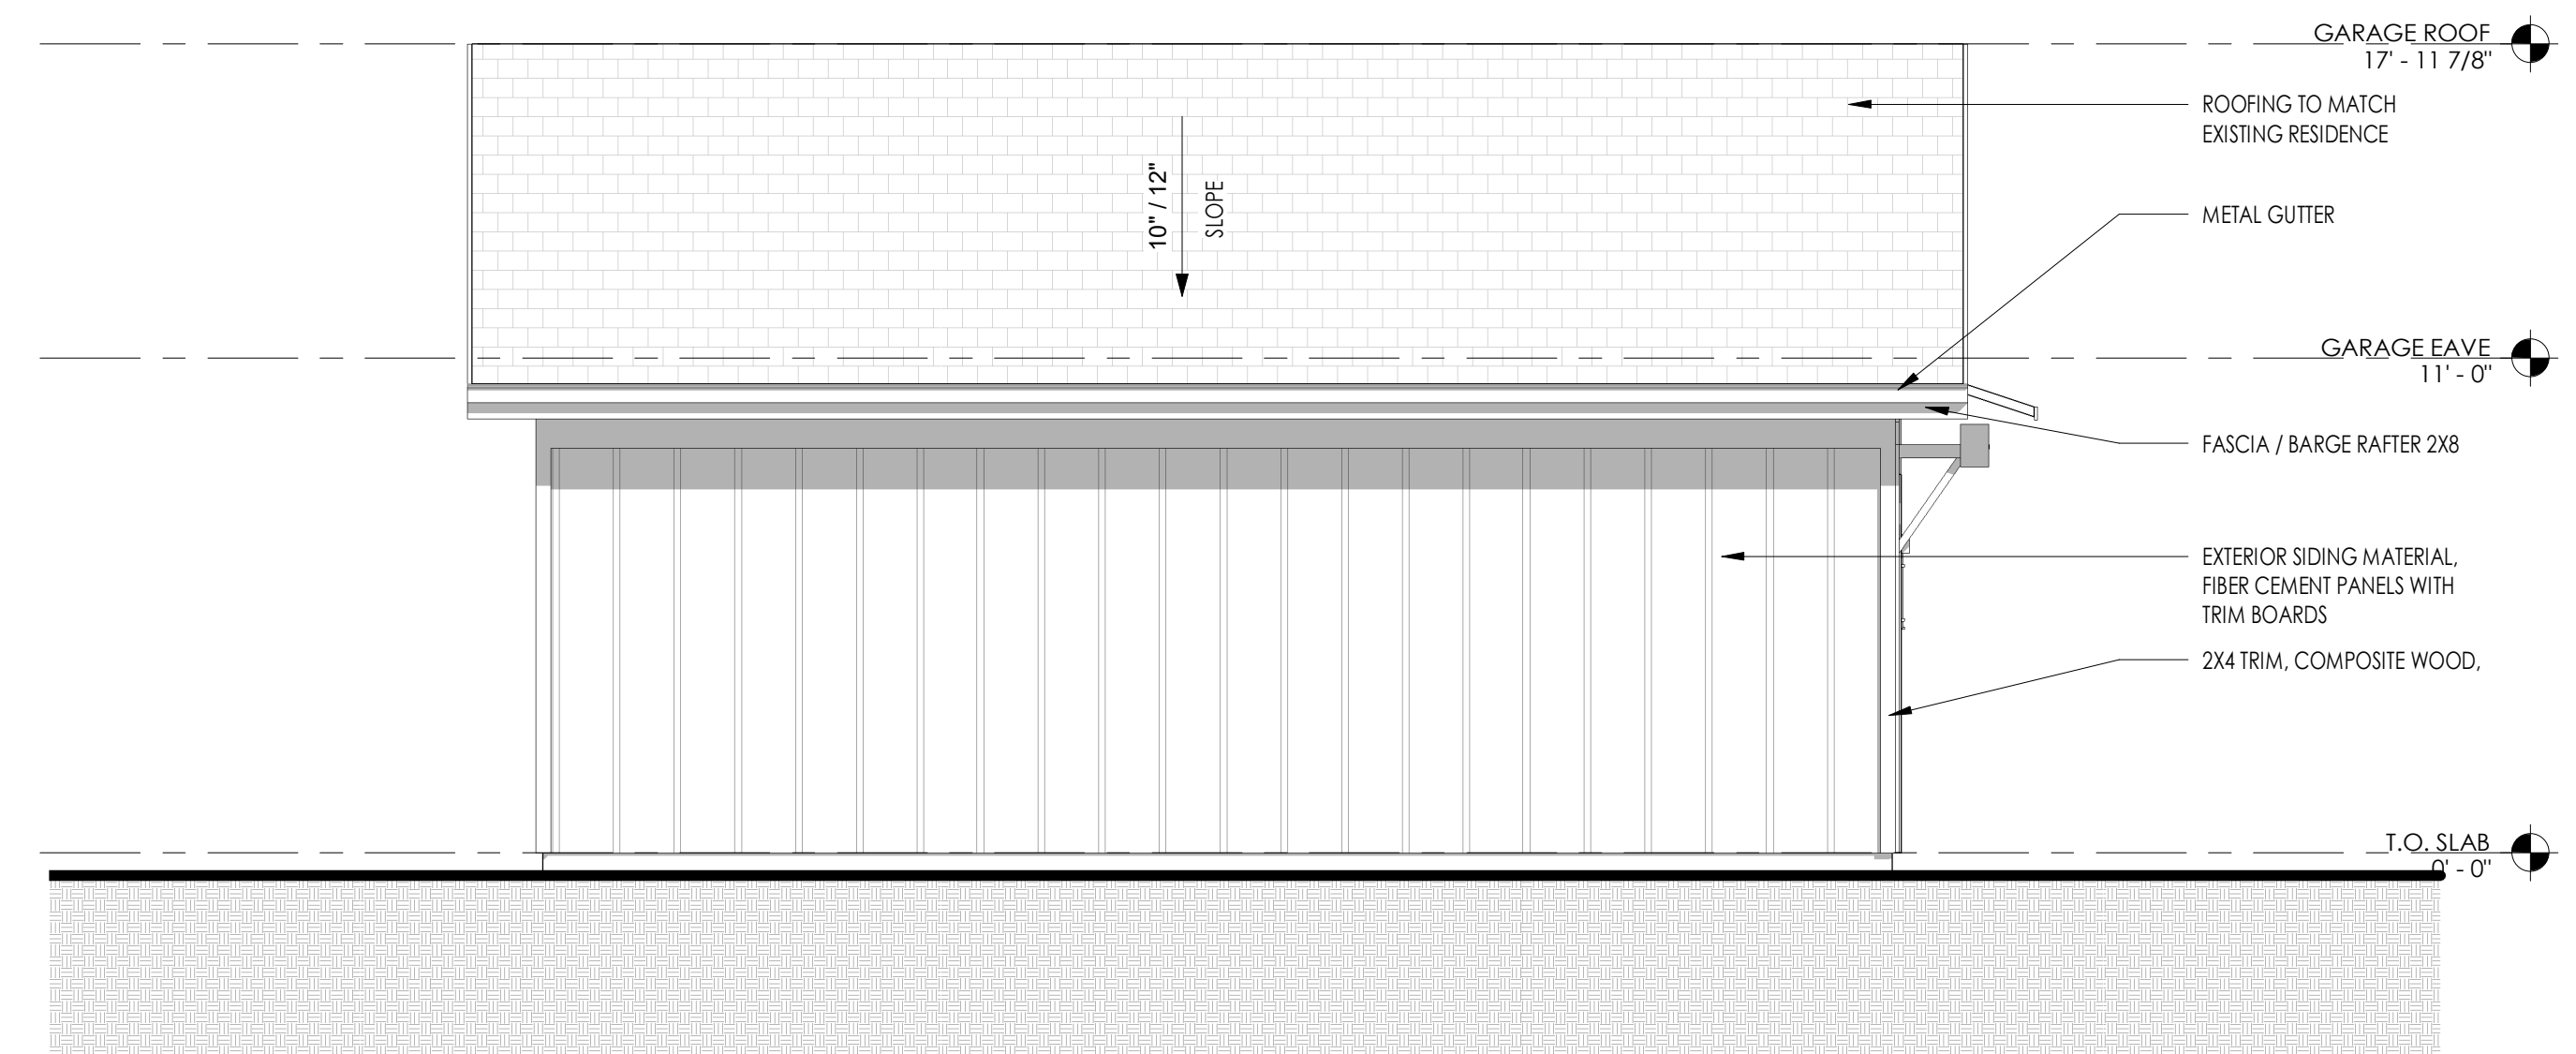 GARAGE ROOF
17' - 11 7/8"
ROOFING TO MATCH
EXISTING RESIDENCE
10" / 12"
SLOPE
METAL GUTTER
GARAGE EAVE
11' - 0"
FASCIA / BARGE RAFTER 2X8
EXTERIOR SIDING MATERIAL,
FIBER CEMENT PANELS WITH
TRIM BOARDS
2X4 TRIM, COMPOSITE WOOD,
T.O. SLAB
0' - 0"